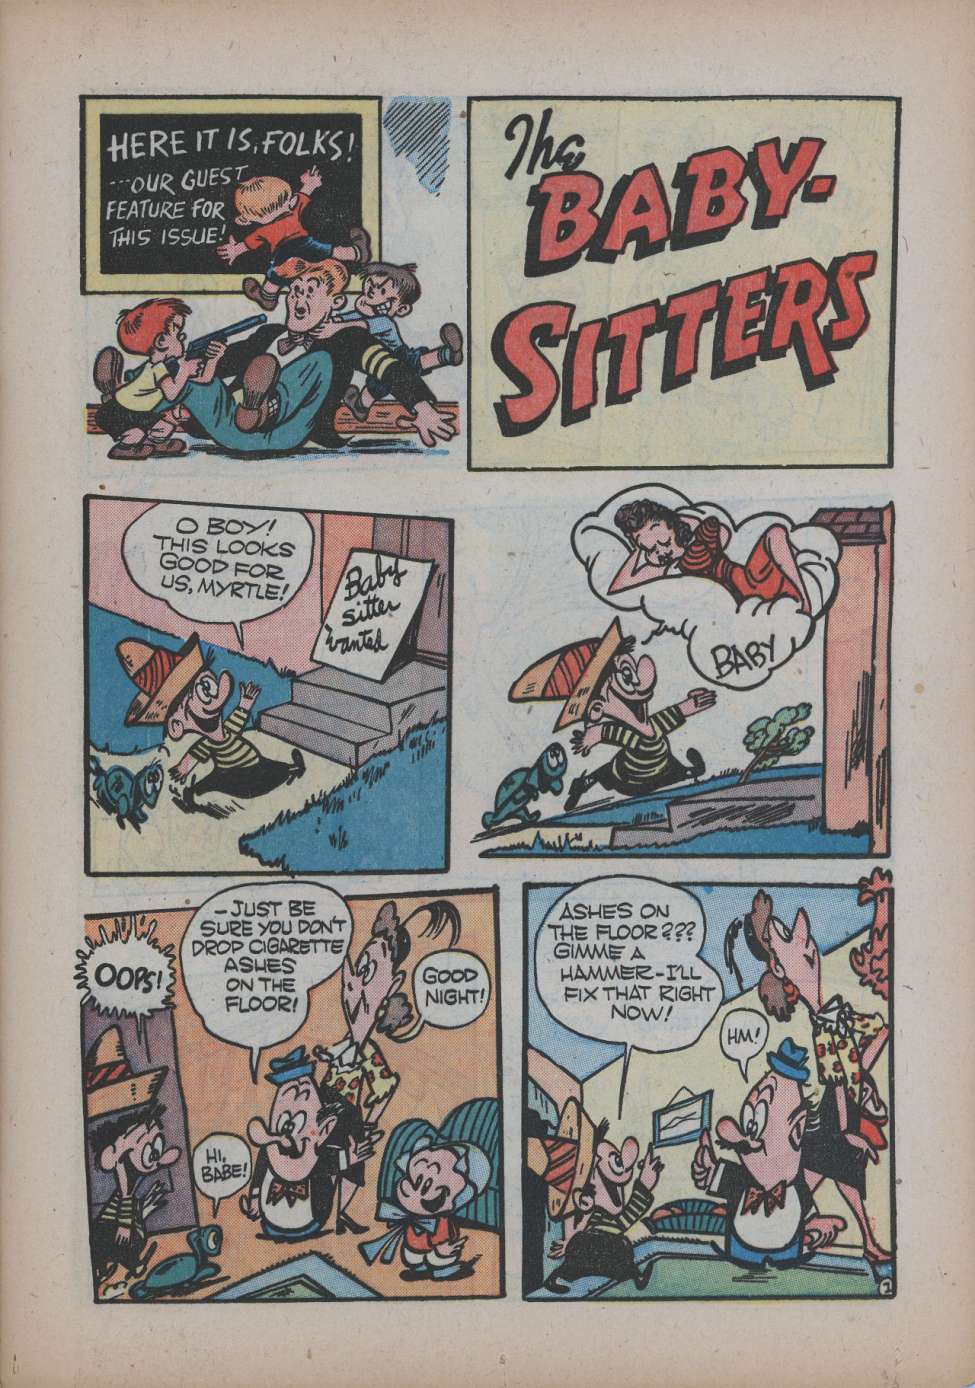 HERE IT IS, FOLKS!
---OUR GUEST
FEATURE FOR
THIS ISSUE!
The
BABY-
SITTERS
O BOY!
THIS LOOKS
GOOD FOR
US, MYRTLE!
Baby
sitter
wanted
BABY
OOPS!
-JUST BE
SURE YOU DON'T
DROP CIGARETTE
ASHES
ON THE
FLOOR!
GOOD
NIGHT!
HI,
BABE!
ASHES ON
THE FLOOR???
GIMME A
HAMMER-I'LL
FIX THAT RIGHT
NOW!
HM!